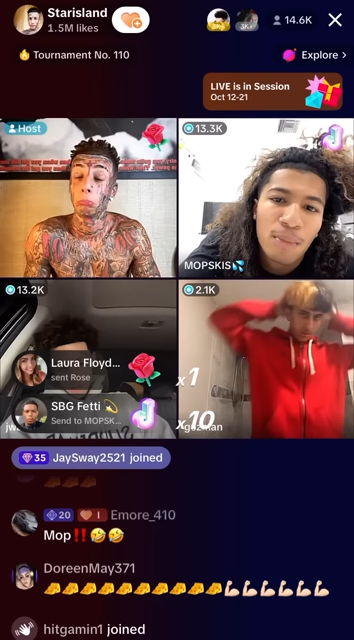 Starisland
1.5M likes
3K+
14.6K
Tournament No. 110
Explore >
LIVE is in Session
Oct 12-21
Host
13.3K
MOPSKIS💦
13.2K
2.1K
Laura Floyd...
sent Rose
x1
SBG Fetti 💫
Send to MOPSK...
x10
35 JaySway2521 joined
20 I Emore_410
Mop‼️🤣🤣
DoreenMay371
🧀🧀🧀🧀🧀🧀🧀🧀🧀🧀💪🏻💪🏻💪🏻💪🏻💪🏻💪🏻
hitgamin1 joined